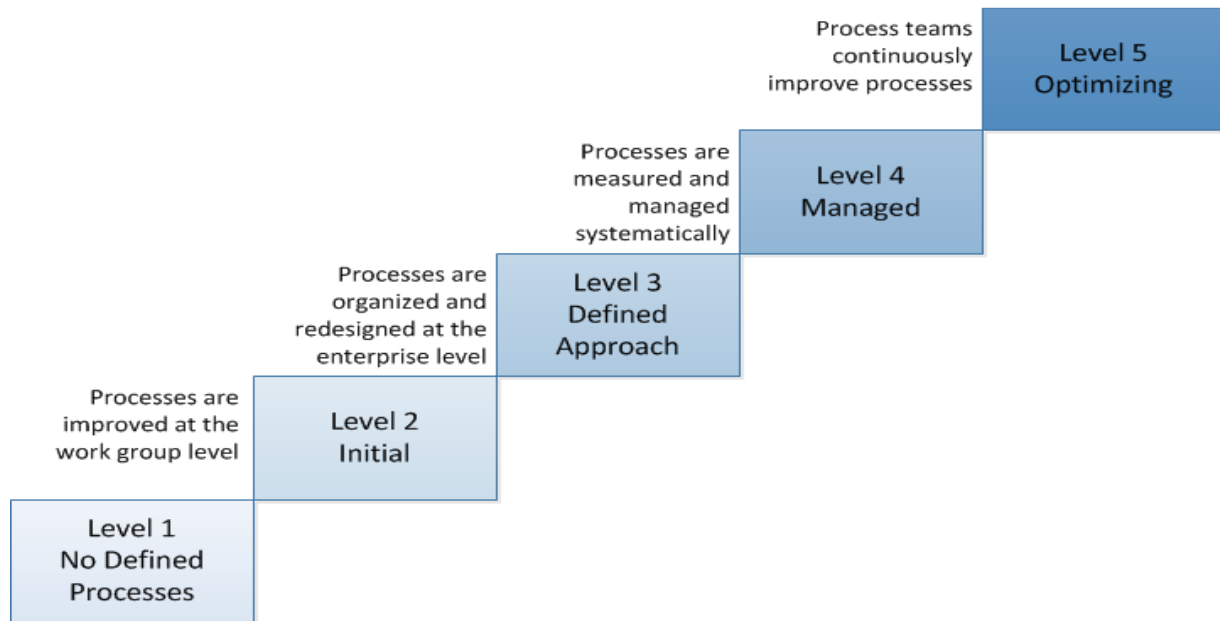 Process teams
continuously
improve processes
Level 5
Optimizing
Processes are
measured and
managed
systematically
Level 4
Managed
Processes are
organized and
redesigned at the
enterprise level
Level 3
Defined
Approach
Processes are
improved at the
work group level
Level 2
Initial
Level 1
No Defined
Processes